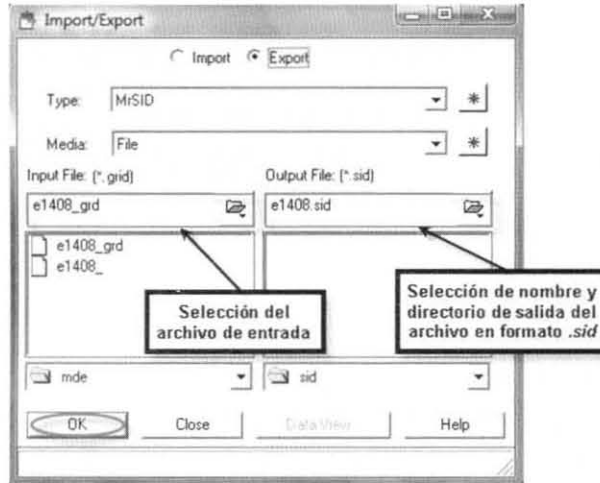 Import/Export
Import Export
Type: MrSID
Media: File
Input File: (*.grid) Output File: (*.sid)
e1408_grd e1408.sid
e1408_grd
e1408_
Selección del
archivo de entrada
Selección de nombre y
directorio de salida del
archivo en formato .sid
mde sid
OK Close Data View Help